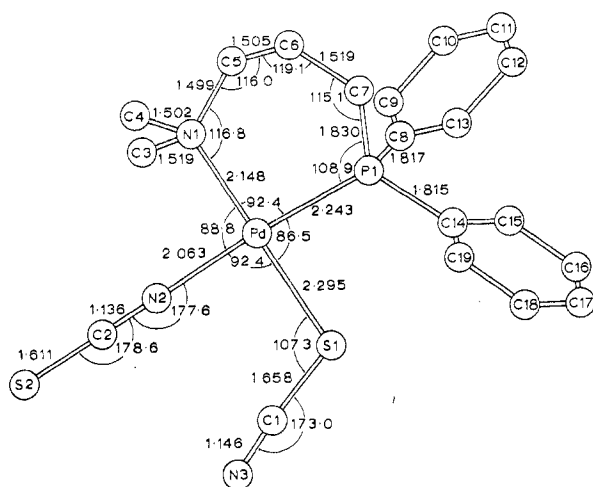 C11
C10
1.505
C6
C12
1.519
C5
119.1
C7
C9
1.499
116.0
115.1
C4
1.502
C13
C8
N1
116.8
1.830
C3
1.519
108.9
1.817
P1
2.148
1.815
92.4
C14
C15
88.8
2.243
Pd
86.5
2.063
92.4
C19
C16
N2
2.295
C18
C17
1.136
177.6
C2
S1
1.611
178.6
107.3
S2
1.658
C1
173.0
1.146
N3